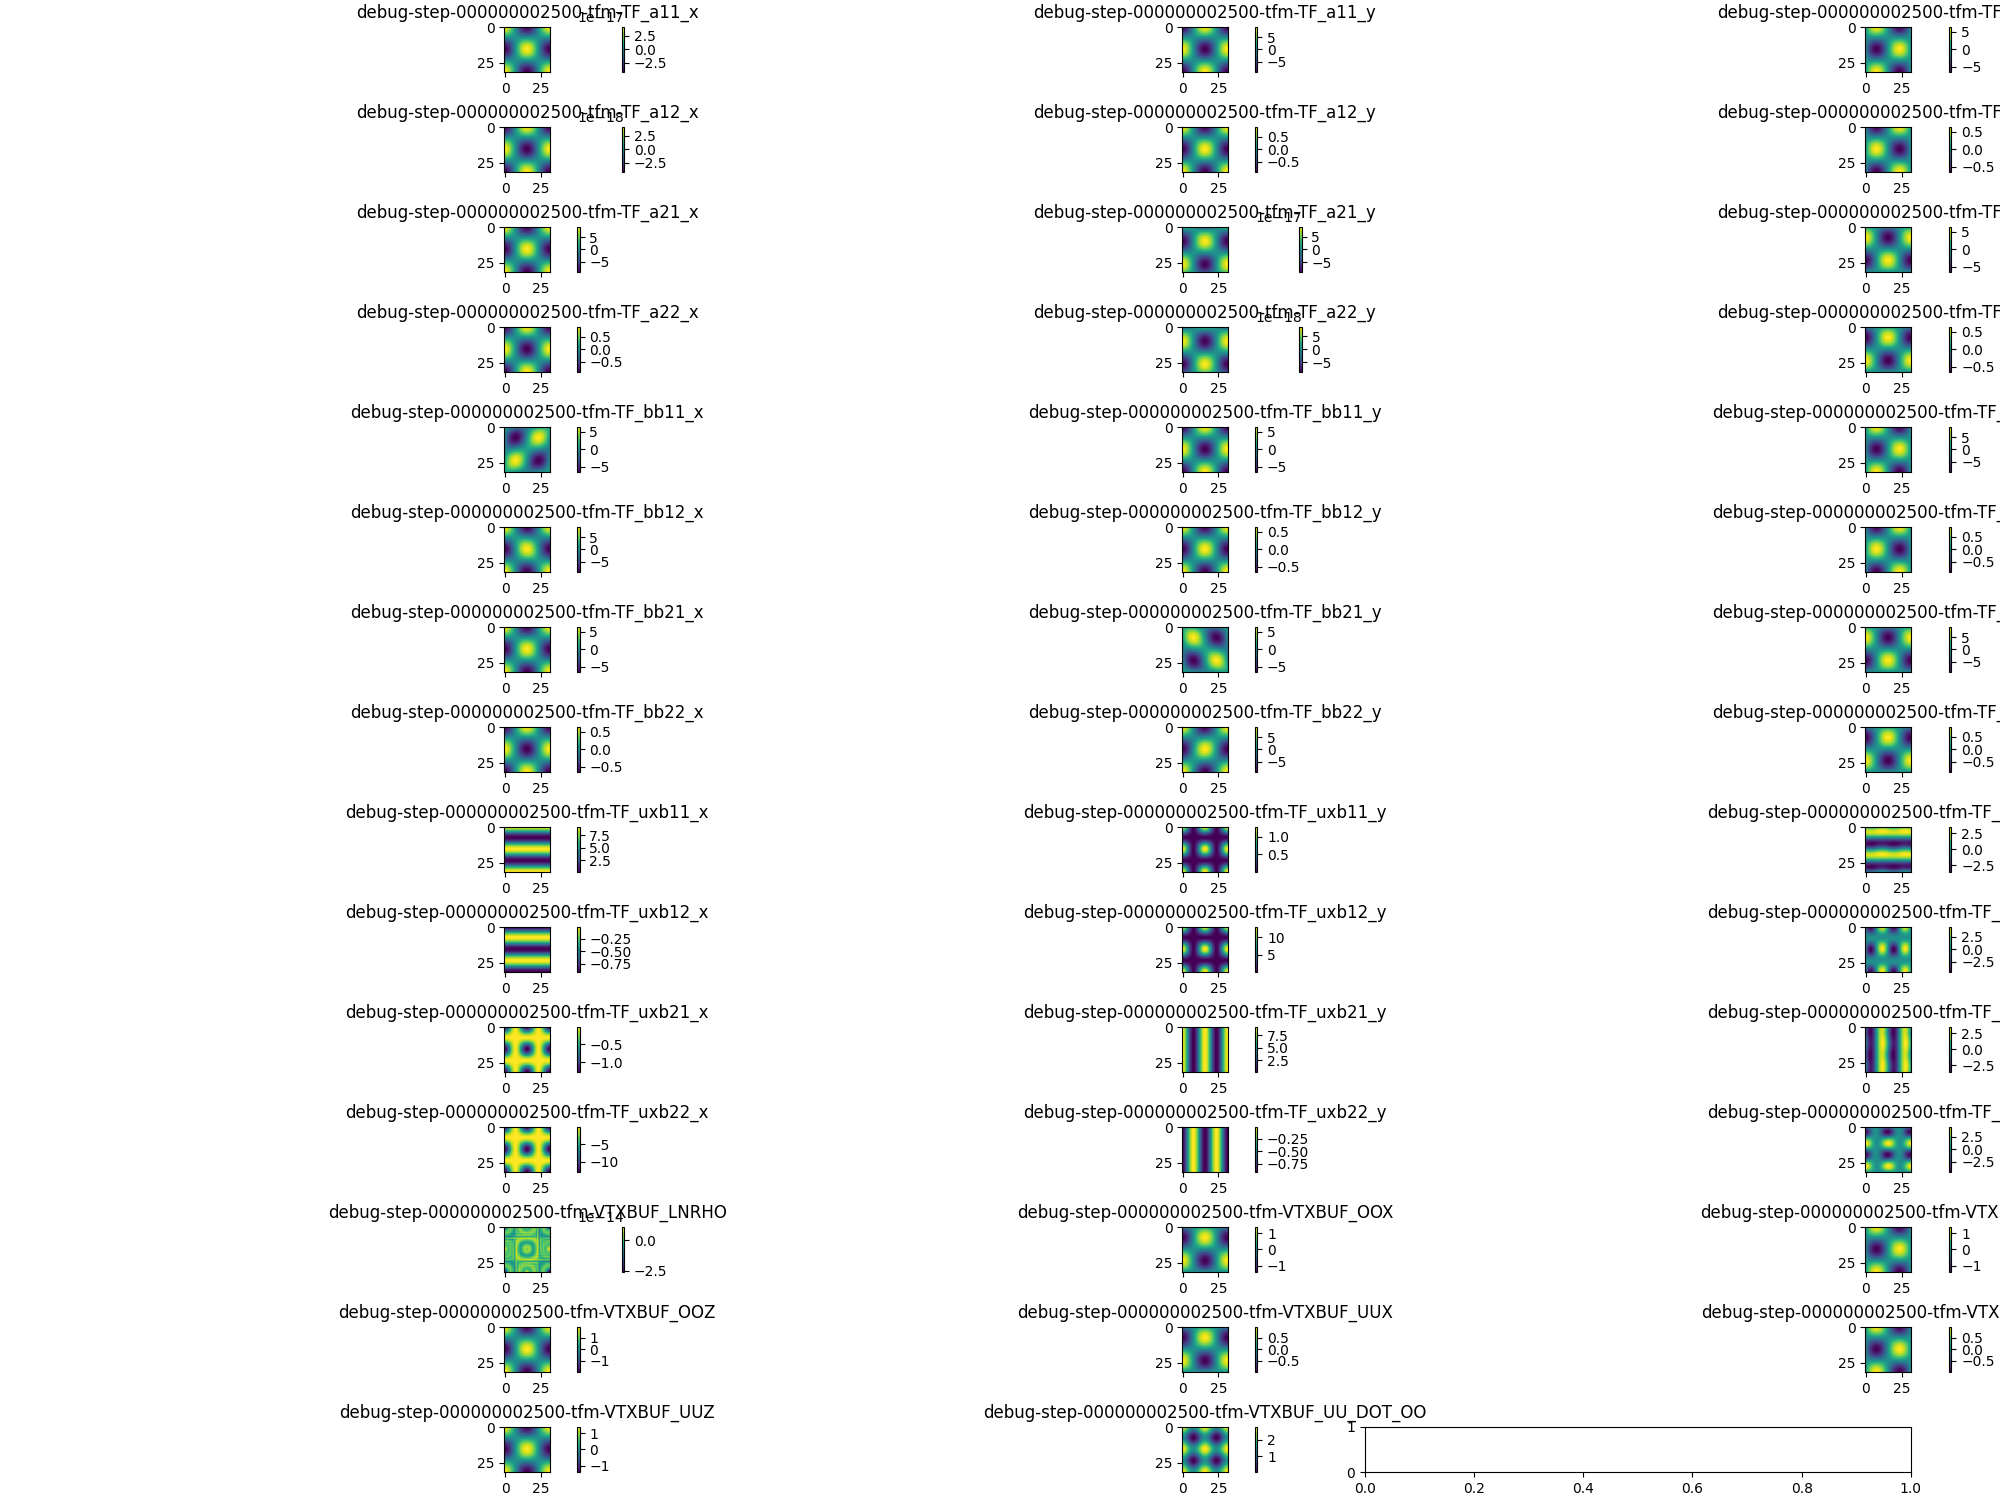 debug-step-000000002500-tfm-TF_a11_x debug-step-000000002500-tfm-TF_a11_y debug-step-000000002500-tfm-TF
1e−17
0 2.5 0.0 −2.5 25 0 25
0 5 0 −5 25 0 25
0 5 0 −5 25 0 25
debug-step-000000002500-tfm-TF_a12_x debug-step-000000002500-tfm-TF_a12_y debug-step-000000002500-tfm-TF
1e−18
0 2.5 0.0 −2.5 25 0 25
0 0.5 0.0 −0.5 25 0 25
0 0.5 0.0 −0.5 25 0 25
debug-step-000000002500-tfm-TF_a21_x debug-step-000000002500-tfm-TF_a21_y debug-step-000000002500-tfm-TF
1e−17
0 5 0 −5 25 0 25
0 5 0 −5 25 0 25
0 5 0 −5 25 0 25
debug-step-000000002500-tfm-TF_a22_x debug-step-000000002500-tfm-TF_a22_y debug-step-000000002500-tfm-TF
1e−18
0 0.5 0.0 −0.5 25 0 25
0 5 0 −5 25 0 25
0 0.5 0.0 −0.5 25 0 25
debug-step-000000002500-tfm-TF_bb11_x debug-step-000000002500-tfm-TF_bb11_y debug-step-000000002500-tfm-TF_
0 5 0 −5 25 0 25
0 5 0 −5 25 0 25
0 5 0 −5 25 0 25
debug-step-000000002500-tfm-TF_bb12_x debug-step-000000002500-tfm-TF_bb12_y debug-step-000000002500-tfm-TF_
0 5 0 −5 25 0 25
0 0.5 0.0 −0.5 25 0 25
0 0.5 0.0 −0.5 25 0 25
debug-step-000000002500-tfm-TF_bb21_x debug-step-000000002500-tfm-TF_bb21_y debug-step-000000002500-tfm-TF_
0 5 0 −5 25 0 25
0 5 0 −5 25 0 25
0 5 0 −5 25 0 25
debug-step-000000002500-tfm-TF_bb22_x debug-step-000000002500-tfm-TF_bb22_y debug-step-000000002500-tfm-TF_
0 0.5 0.0 −0.5 25 0 25
0 5 0 −5 25 0 25
0 0.5 0.0 −0.5 25 0 25
debug-step-000000002500-tfm-TF_uxb11_x debug-step-000000002500-tfm-TF_uxb11_y debug-step-000000002500-tfm-TF_
0 7.5 5.0 2.5 25 0 25
0 1.0 0.5 25 0 25
0 2.5 0.0 −2.5 25 0 25
debug-step-000000002500-tfm-TF_uxb12_x debug-step-000000002500-tfm-TF_uxb12_y debug-step-000000002500-tfm-TF_
0 −0.25 −0.50 −0.75 25 0 25
0 10 5 25 0 25
0 2.5 0.0 −2.5 25 0 25
debug-step-000000002500-tfm-TF_uxb21_x debug-step-000000002500-tfm-TF_uxb21_y debug-step-000000002500-tfm-TF_
0 −0.5 −1.0 25 0 25
0 7.5 5.0 2.5 25 0 25
0 2.5 0.0 −2.5 25 0 25
debug-step-000000002500-tfm-TF_uxb22_x debug-step-000000002500-tfm-TF_uxb22_y debug-step-000000002500-tfm-TF_
0 −5 −10 25 0 25
0 −0.25 −0.50 −0.75 25 0 25
0 2.5 0.0 −2.5 25 0 25
debug-step-000000002500-tfm-VTXBUF_LNRHO debug-step-000000002500-tfm-VTXBUF_OOX debug-step-000000002500-tfm-VTX
1e−14
0 0.0 −2.5 25 0 25
0 1 0 −1 25 0 25
0 1 0 −1 25 0 25
debug-step-000000002500-tfm-VTXBUF_OOZ debug-step-000000002500-tfm-VTXBUF_UUX debug-step-000000002500-tfm-VTX
0 1 0 −1 25 0 25
0 0.5 0.0 −0.5 25 0 25
0 0.5 0.0 −0.5 25 0 25
debug-step-000000002500-tfm-VTXBUF_UUZ debug-step-000000002500-tfm-VTXBUF_UU_DOT_OO
0 1 0 −1 25 0 25
0 2 1 25 0 25
1 0 0.0 0.2 0.4 0.6 0.8 1.0